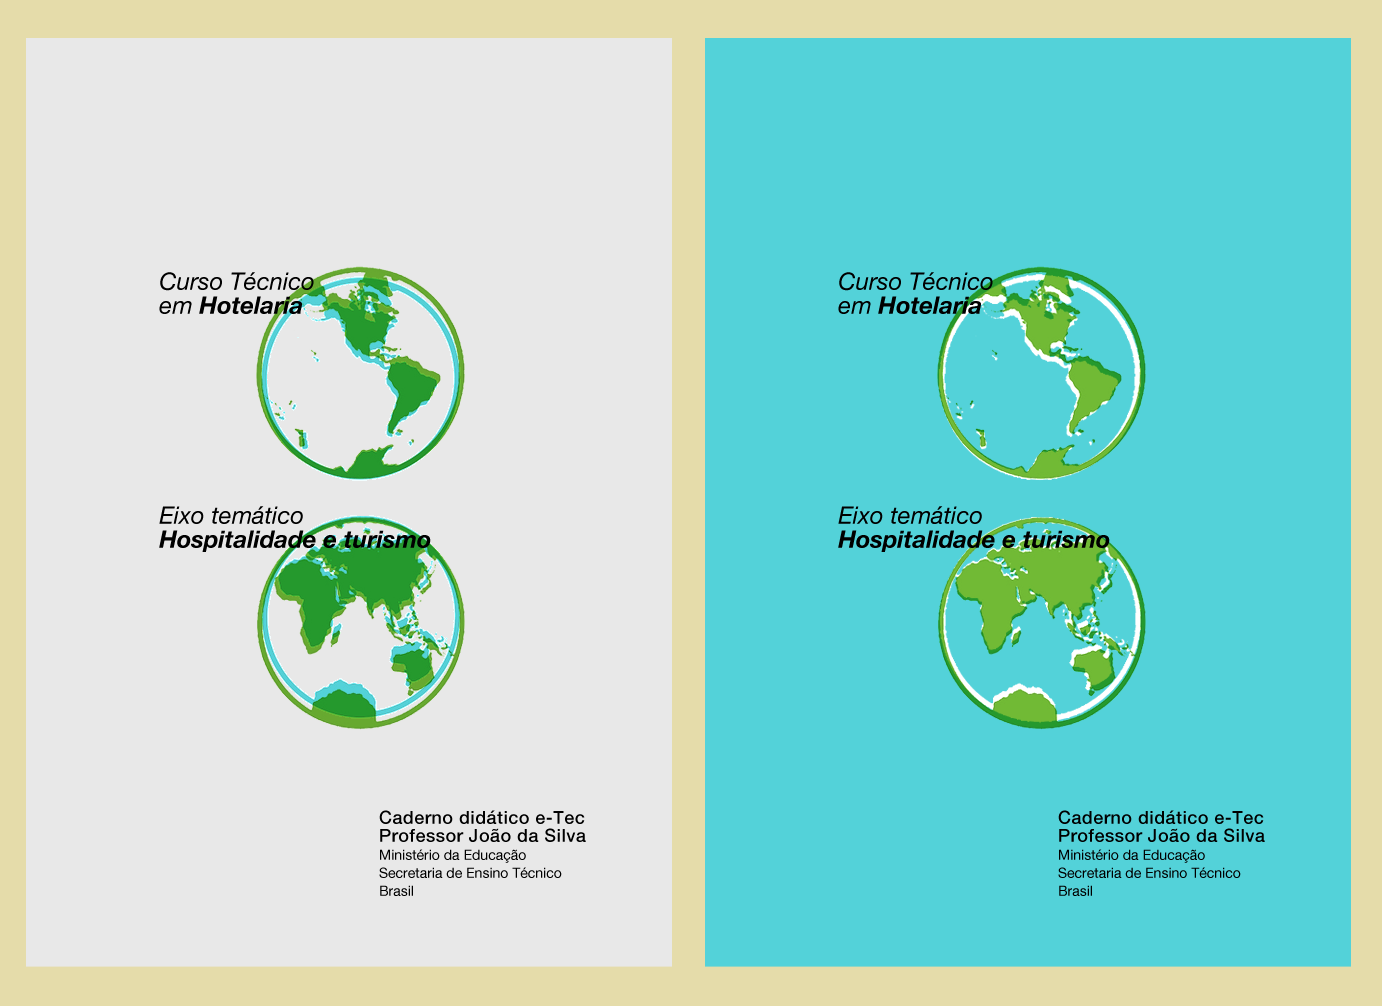 Curso Técnico
em Hotelaria
Eixo temático
Hospitalidade e turismo
Caderno didático e-Tec
Professor João da Silva
Ministério da Educação
Secretaria de Ensino Técnico
Brasil
Curso Técnico
em Hotelaria
Eixo temático
Hospitalidade e turismo
Caderno didático e-Tec
Professor João da Silva
Ministério da Educação
Secretaria de Ensino Técnico
Brasil